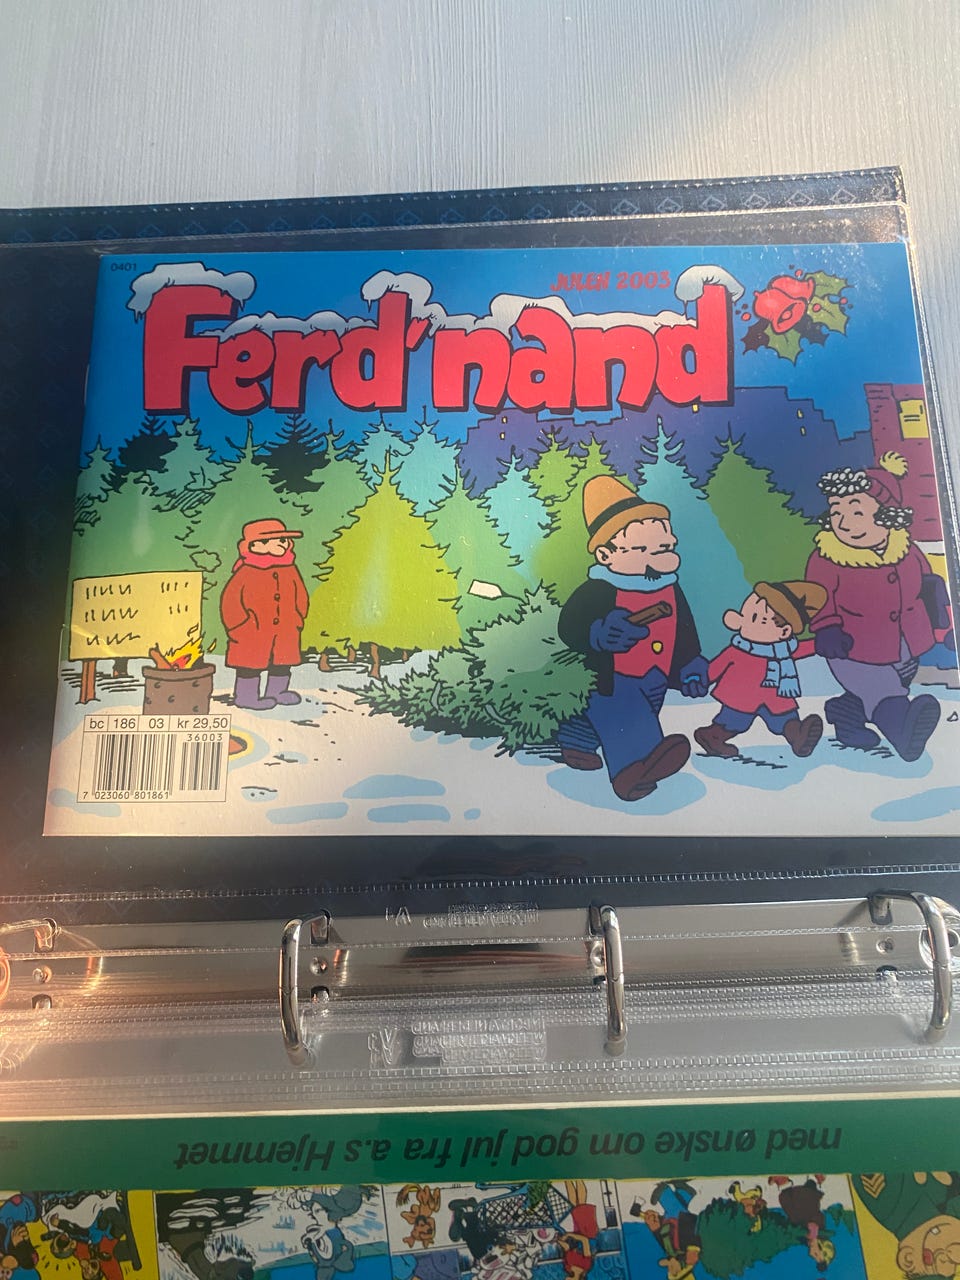 0401
JULEN 2003
Ferd'nand
bc 186 03 kr 29,50
36003
7 023060 801861
med ønske om god jul fra a.s Hjemmet